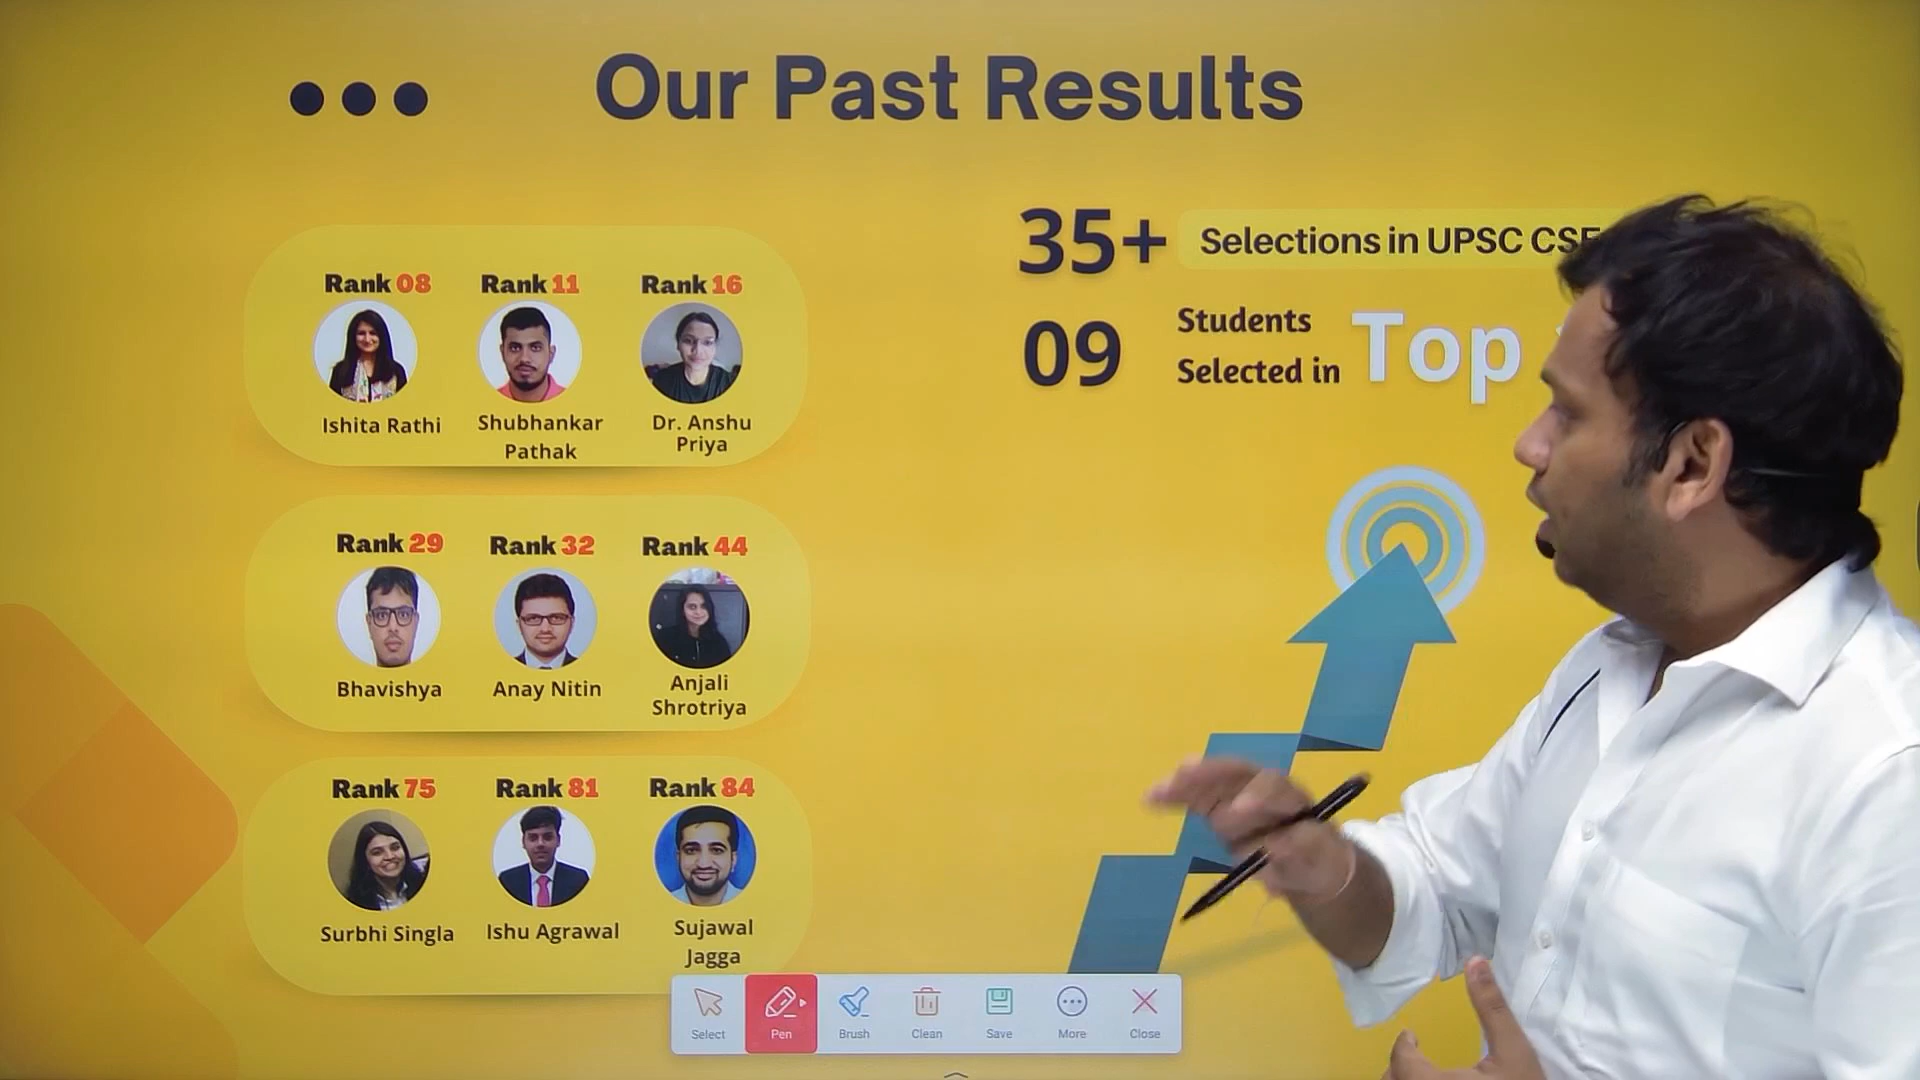 Our Past Results
35+ Selections in UPSC CSE
09 Students
Selected in Top
Rank 08 Rank 11 Rank 16
Ishita Rathi Shubhankar Pathak Dr. Anshu Priya
Rank 29 Rank 32 Rank 44
Bhavishya Anay Nitin Anjali Shrotriya
Rank 75 Rank 81 Rank 84
Surbhi Singla Ishu Agrawal Sujawal Jagga
Select Pen Brush Clean Save More Close